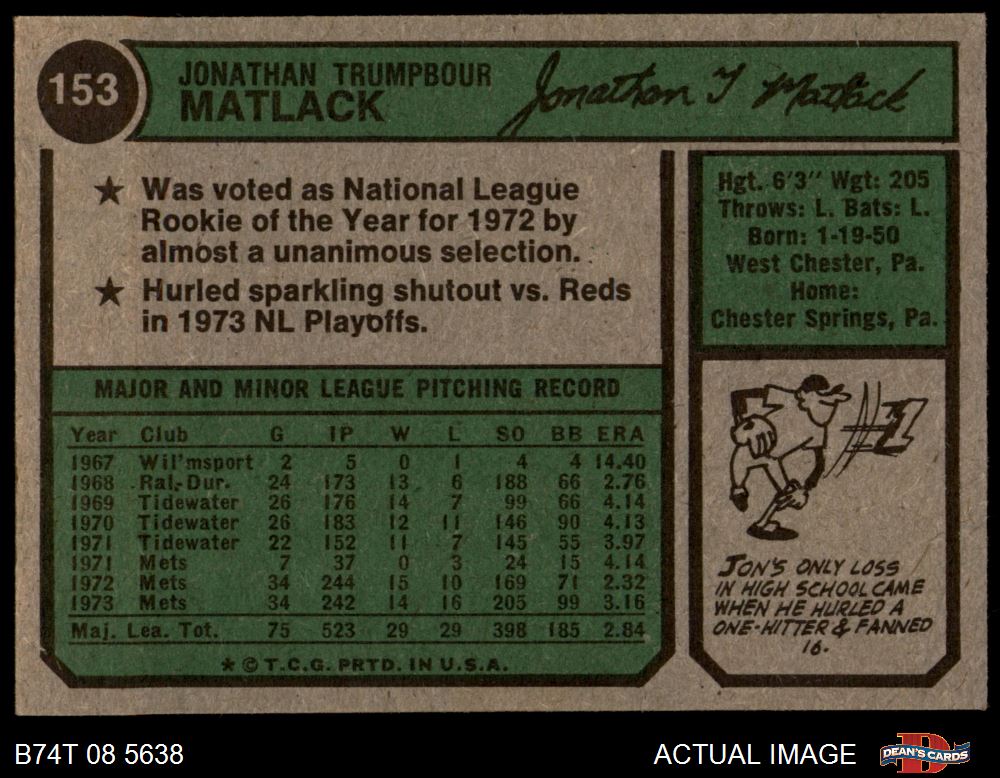 153
JONATHAN TRUMPBOUR
MATLACK
Jonathan T Matlack
★ Was voted as National League
Rookie of the Year for 1972 by
almost a unanimous selection.
★ Hurled sparkling shutout vs. Reds
in 1973 NL Playoffs.
Hgt. 6'3" Wgt: 205
Throws: L. Bats: L.
Born: 1-19-50
West Chester, Pa.
Home:
Chester Springs, Pa.
MAJOR AND MINOR LEAGUE PITCHING RECORD
Year Club G IP W L SO BB ERA
1967 Wil'msport 2 5 0 1 4 4 14.40
1968 Ral.-Dur. 24 173 13 6 188 66 2.76
1969 Tidewater 26 176 14 7 99 66 4.14
1970 Tidewater 26 183 12 11 146 90 4.13
1971 Tidewater 22 152 11 7 145 55 3.97
1971 Mets 7 37 0 3 24 15 4.14
1972 Mets 34 244 15 10 169 71 2.32
1973 Mets 34 242 14 16 205 99 3.16
Maj. Lea. Tot. 75 523 29 29 398 185 2.84
★ © T.C.G. PRTD. IN U.S.A.
#1
JON'S ONLY LOSS
IN HIGH SCHOOL CAME
WHEN HE HURLED A
ONE-HITTER & FANNED
16.
B74T 08 5638
ACTUAL IMAGE
D
DEAN'S CARDS